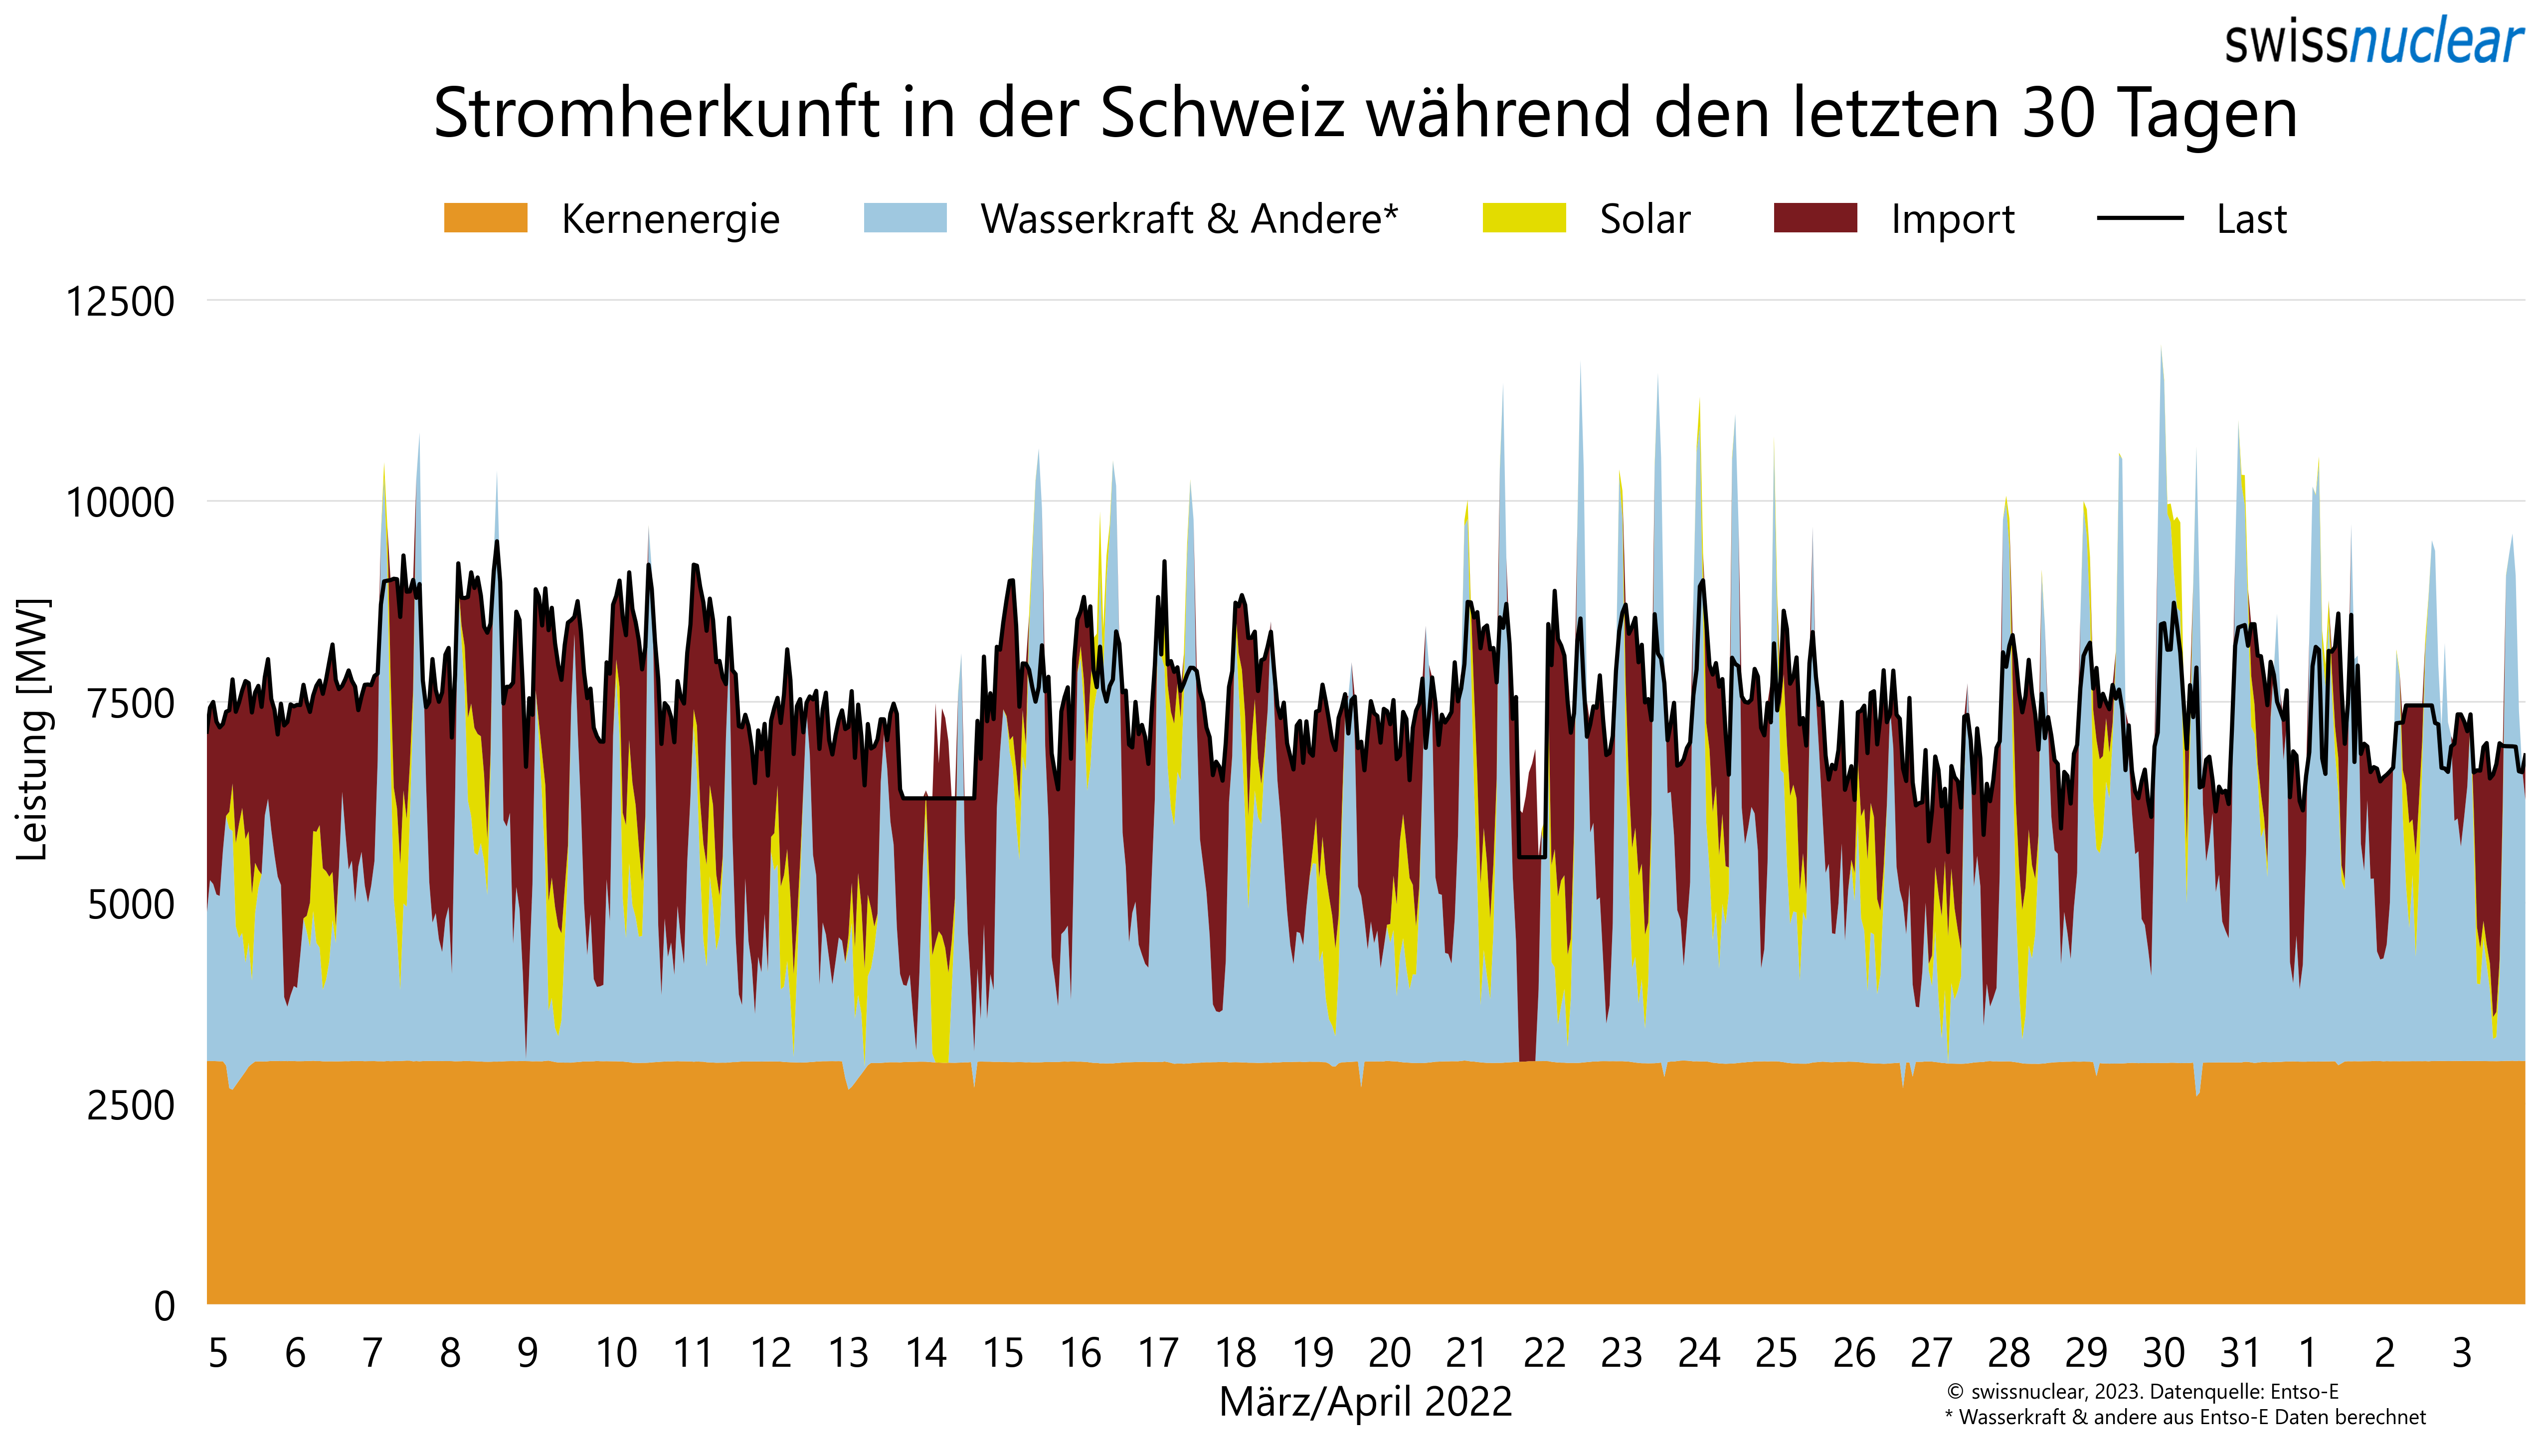 swissnuclear
Stromherkunft in der Schweiz während den letzten 30 Tagen
Kernenergie Wasserkraft & Andere* Solar Import Last
12500
10000
7500
5000
2500
0
Leistung [MW]
5 6 7 8 9 10 11 12 13 14 15 16 17 18 19 20 21 22 23 24 25 26 27 28 29 30 31 1 2 3
März/April 2022
© swissnuclear, 2023. Datenquelle: Entso-E
* Wasserkraft & andere aus Entso-E Daten berechnet